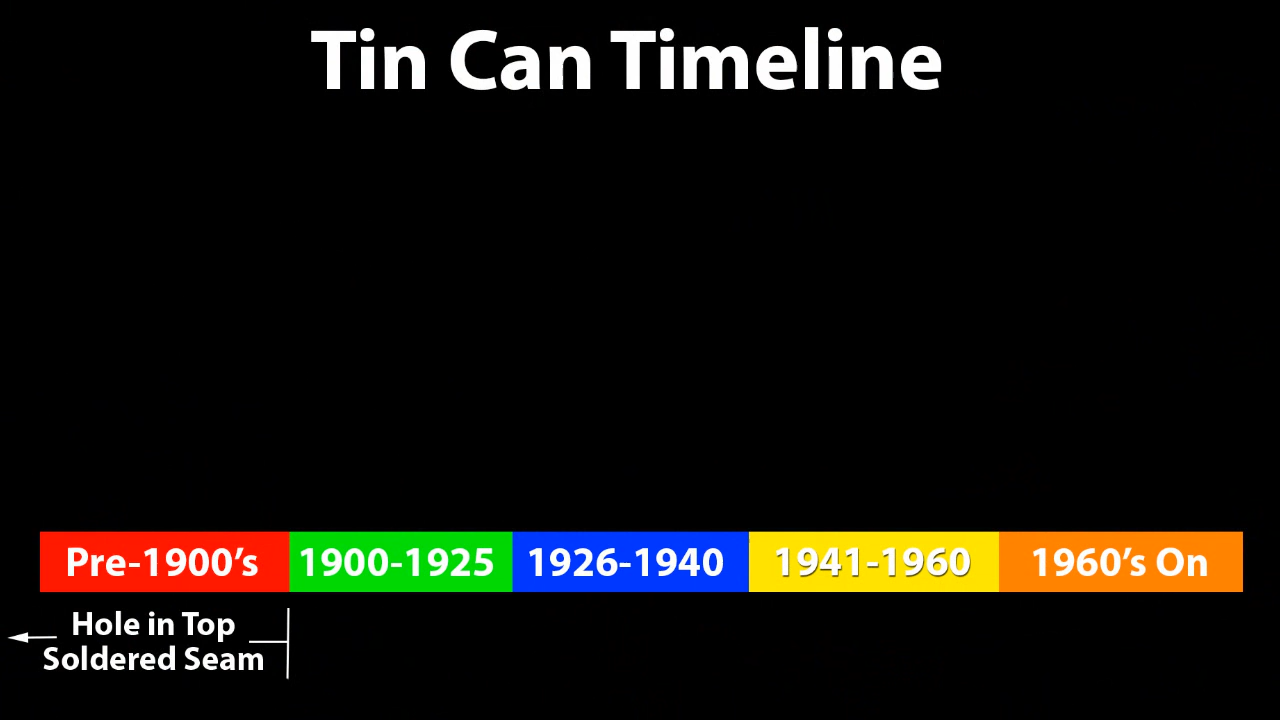 Tin Can Timeline
Pre-1900’s 1900-1925 1926-1940 1941-1960 1960’s On
Hole in Top
Soldered Seam